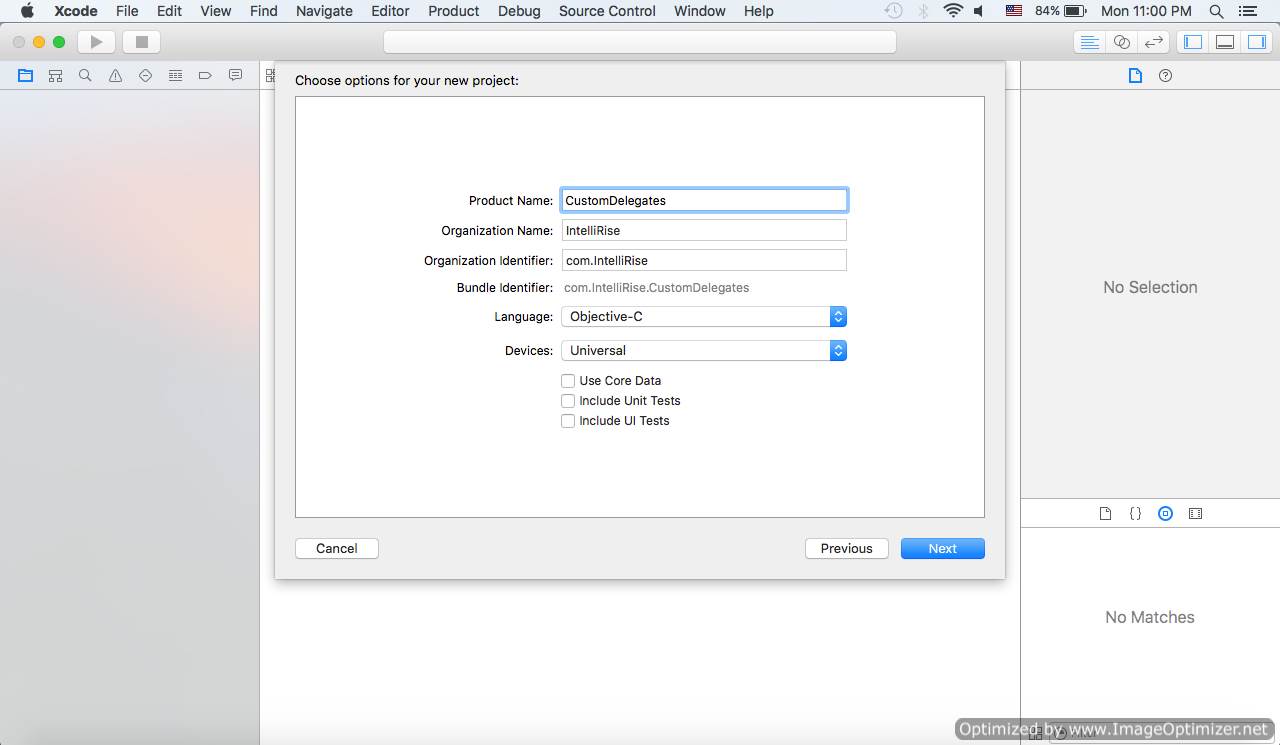 Xcode File Edit View Find Navigate Editor Product Debug Source Control Window Help 84% Mon 11:00 PM
Choose options for your new project:
Product Name: CustomDelegates
Organization Name: IntelliRise
Organization Identifier: com.IntelliRise
Bundle Identifier: com.IntelliRise.CustomDelegates
Language: Objective-C
Devices: Universal
Use Core Data
Include Unit Tests
Include UI Tests
Cancel Previous Next
No Selection
No Matches
Optimized by www.ImageOptimizer.net